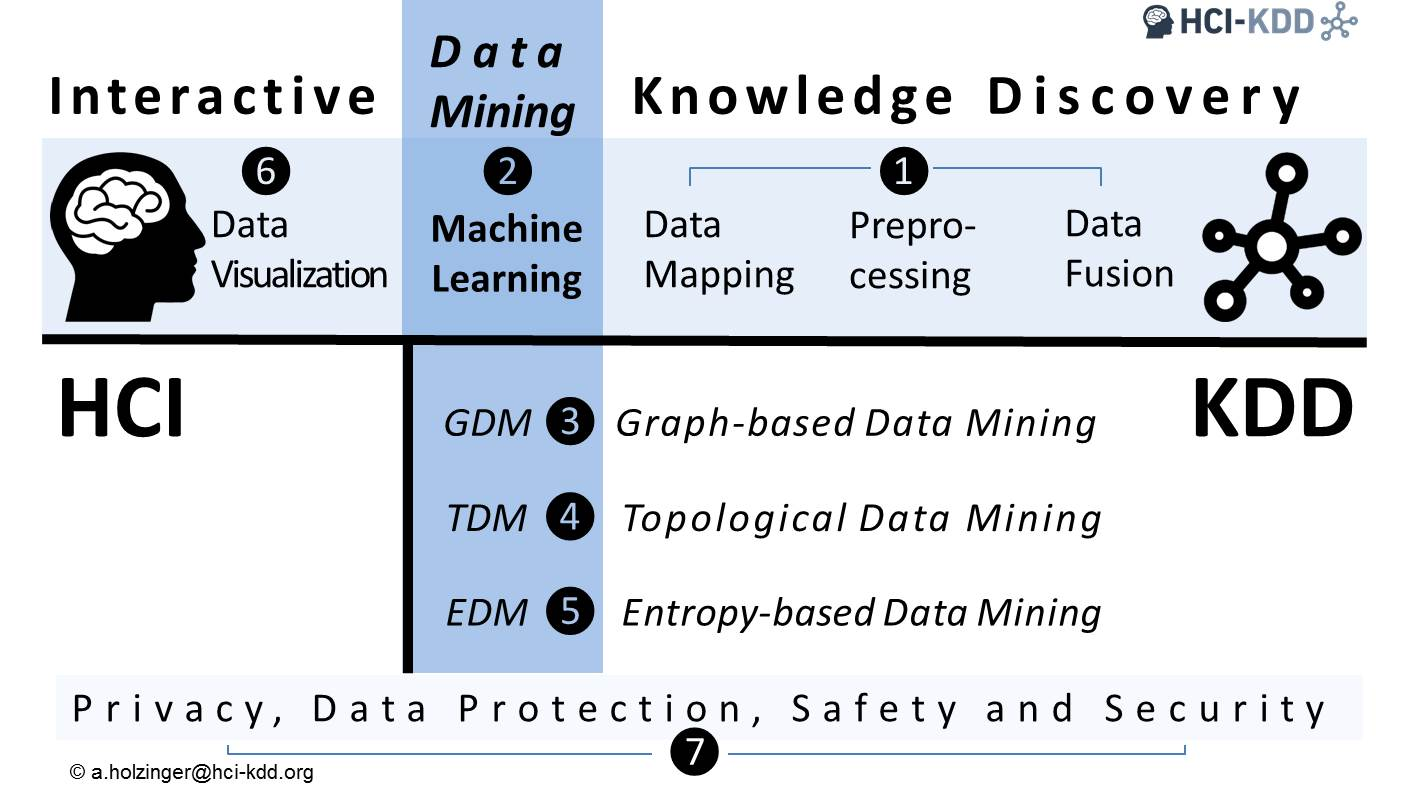 HCI-KDD
Interactive
Data
Mining
Knowledge Discovery
6
Data
Visualization
2
Machine
Learning
1
Data
Mapping
Prepro-
cessing
Data
Fusion
HCI
KDD
GDM 3 Graph-based Data Mining
TDM 4 Topological Data Mining
EDM 5 Entropy-based Data Mining
Privacy, Data Protection, Safety and Security
7
© a.holzinger@hci-kdd.org